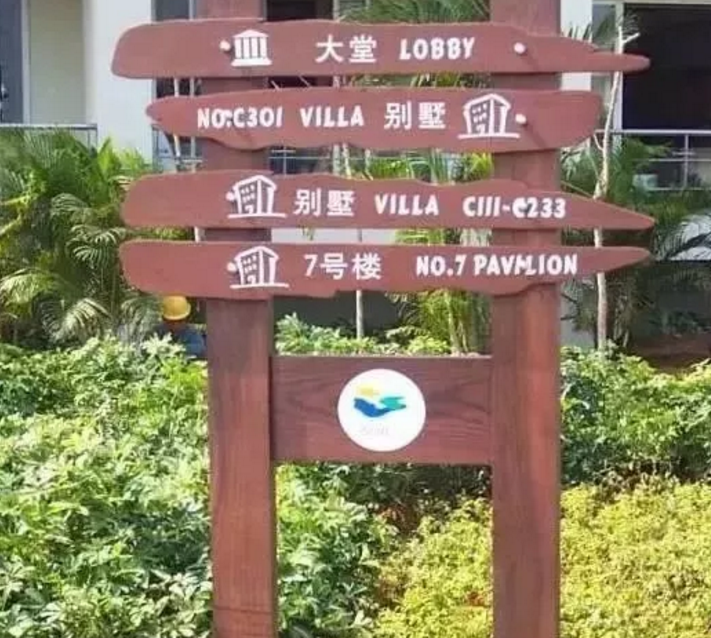 大堂 LOBBY
NO.C301 VILLA 别墅
别墅 VILLA C111-C233
7号楼 NO.7 PAVILION